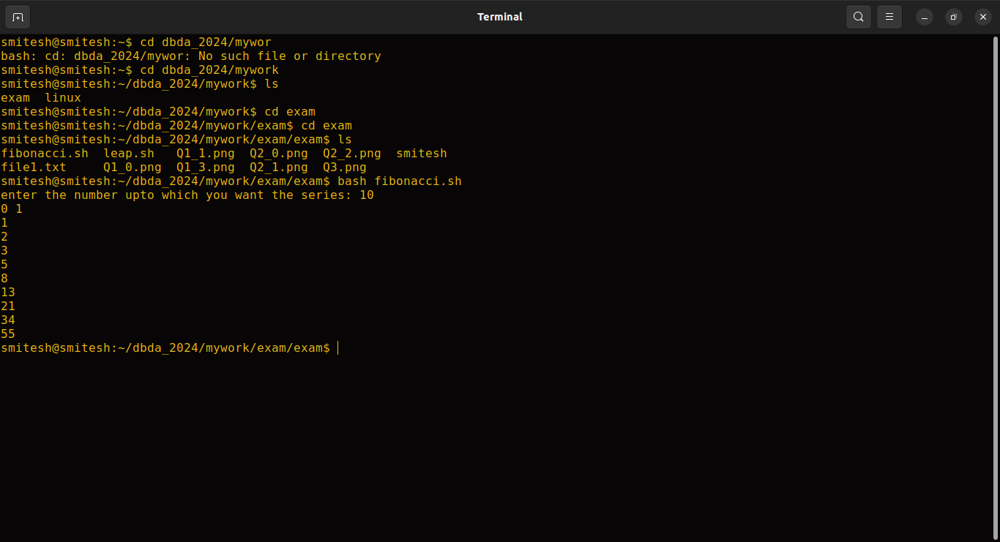 Terminal
smitesh@smitesh:~$ cd dbda_2024/mywor
bash: cd: dbda_2024/mywor: No such file or directory
smitesh@smitesh:~$ cd dbda_2024/mywork
smitesh@smitesh:~/dbda_2024/mywork$ ls
exam  linux
smitesh@smitesh:~/dbda_2024/mywork$ cd exam
smitesh@smitesh:~/dbda_2024/mywork/exam$ cd exam
smitesh@smitesh:~/dbda_2024/mywork/exam/exam$ ls
fibonacci.sh  leap.sh   Q1_1.png  Q2_0.png  Q2_2.png  smitesh
file1.txt     Q1_0.png  Q1_3.png  Q2_1.png  Q3.png
smitesh@smitesh:~/dbda_2024/mywork/exam/exam$ bash fibonacci.sh
enter the number upto which you want the series: 10
0 1
1
2
3
5
8
13
21
34
55
smitesh@smitesh:~/dbda_2024/mywork/exam/exam$